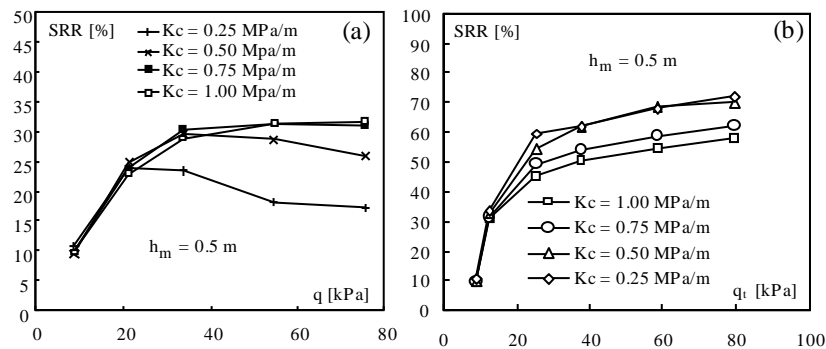 SRR [%]
(a)
Kc = 0.25 MPa/m
Kc = 0.50 Mpa/m
Kc = 0.75 Mpa/m
Kc = 1.00 Mpa/m
h_m = 0.5 m
q [kPa]
50
45
40
35
30
25
20
15
10
5
0
0 20 40 60 80
SRR [%]
(b)
h_m = 0.5 m
Kc = 1.00 MPa/m
Kc = 0.75 MPa/m
Kc = 0.50 MPa/m
Kc = 0.25 MPa/m
q_t [kPa]
100
90
80
70
60
50
40
30
20
10
0
0 20 40 60 80 100